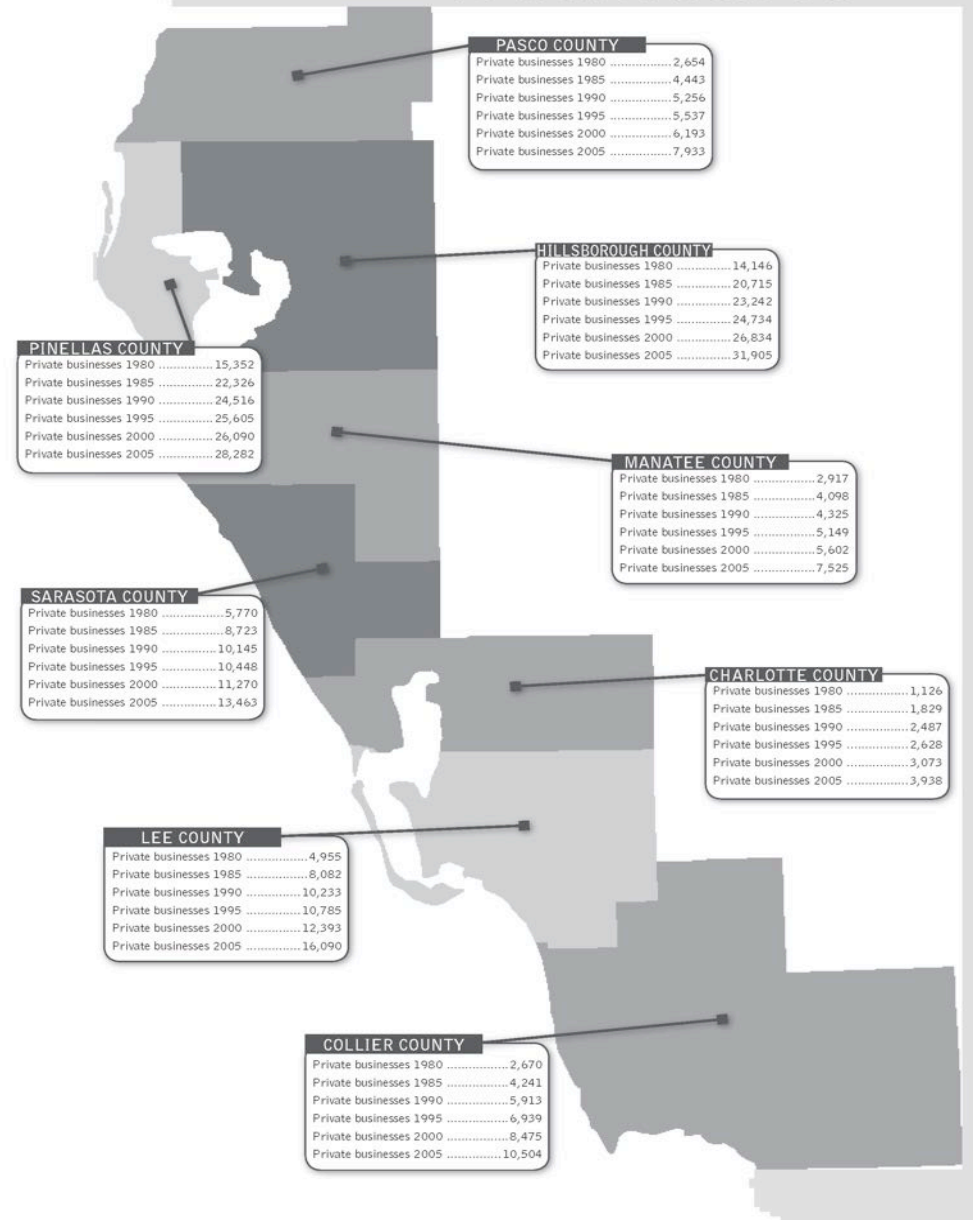 PASCO COUNTY
Private businesses 1980 .................2,654
Private businesses 1985 .................4,443
Private businesses 1990 .................5,256
Private businesses 1995 .................5,537
Private businesses 2000 .................6,193
Private businesses 2005 .................7,933
HILLSBOROUGH COUNTY
Private businesses 1980 ...............14,146
Private businesses 1985 ...............20,715
Private businesses 1990 ...............23,242
Private businesses 1995 ...............24,734
Private businesses 2000 ...............26,834
Private businesses 2005 ...............31,905
PINELLAS COUNTY
Private businesses 1980 ...............15,352
Private businesses 1985 ...............22,326
Private businesses 1990 ...............24,516
Private businesses 1995 ...............25,605
Private businesses 2000 ...............26,090
Private businesses 2005 ...............28,282
MANATEE COUNTY
Private businesses 1980 .................2,917
Private businesses 1985 .................4,098
Private businesses 1990 .................4,325
Private businesses 1995 .................5,149
Private businesses 2000 .................5,602
Private businesses 2005 .................7,525
SARASOTA COUNTY
Private businesses 1980 .................5,770
Private businesses 1985 .................8,723
Private businesses 1990 ...............10,145
Private businesses 1995 ...............10,448
Private businesses 2000 ...............11,270
Private businesses 2005 ...............13,463
CHARLOTTE COUNTY
Private businesses 1980 .................1,126
Private businesses 1985 .................1,829
Private businesses 1990 .................2,487
Private businesses 1995 .................2,628
Private businesses 2000 .................3,073
Private businesses 2005 .................3,938
LEE COUNTY
Private businesses 1980 .................4,955
Private businesses 1985 .................8,082
Private businesses 1990 ...............10,233
Private businesses 1995 ...............10,785
Private businesses 2000 ...............12,393
Private businesses 2005 ...............16,090
COLLIER COUNTY
Private businesses 1980 .................2,670
Private businesses 1985 .................4,241
Private businesses 1990 .................5,913
Private businesses 1995 .................6,939
Private businesses 2000 .................8,475
Private businesses 2005 ...............10,504